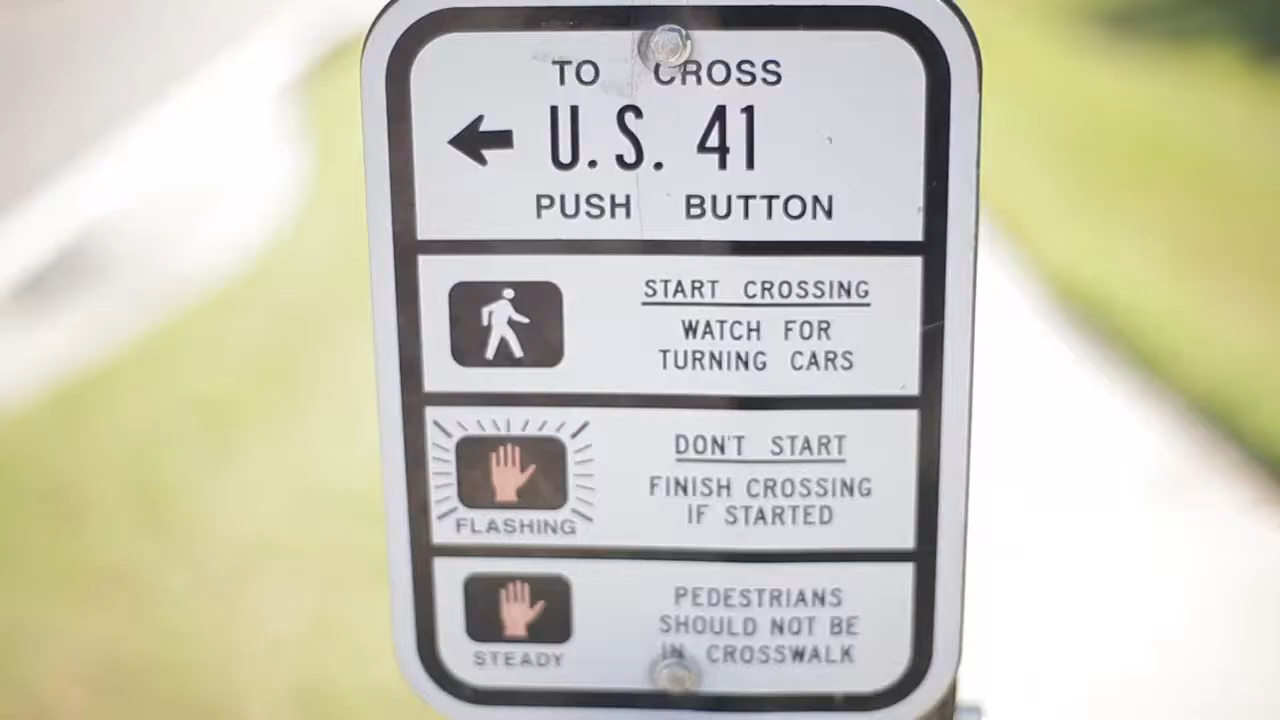 TO CROSS
U.S. 41
PUSH BUTTON
START CROSSING
WATCH FOR
TURNING CARS
DON'T START
FINISH CROSSING
IF STARTED
FLASHING
PEDESTRIANS
SHOULD NOT BE
IN CROSSWALK
STEADY